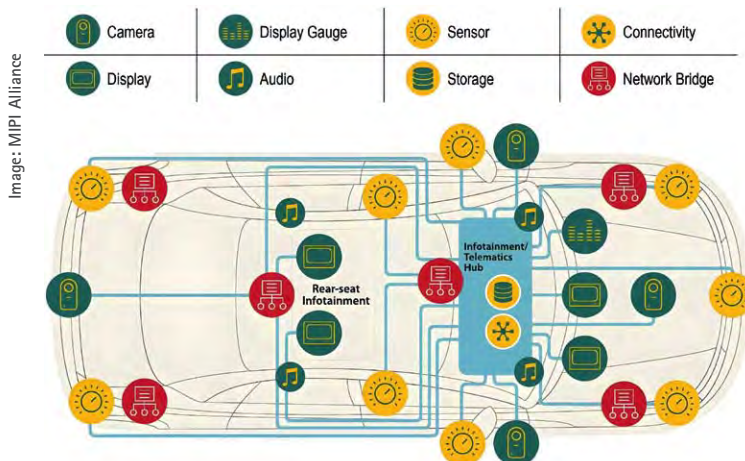 Image: MIPI Alliance
Camera
Display Gauge
Sensor
Connectivity
Display
Audio
Storage
Network Bridge
Infotainment/
Telematics
Hub
Rear-seat
Infotainment